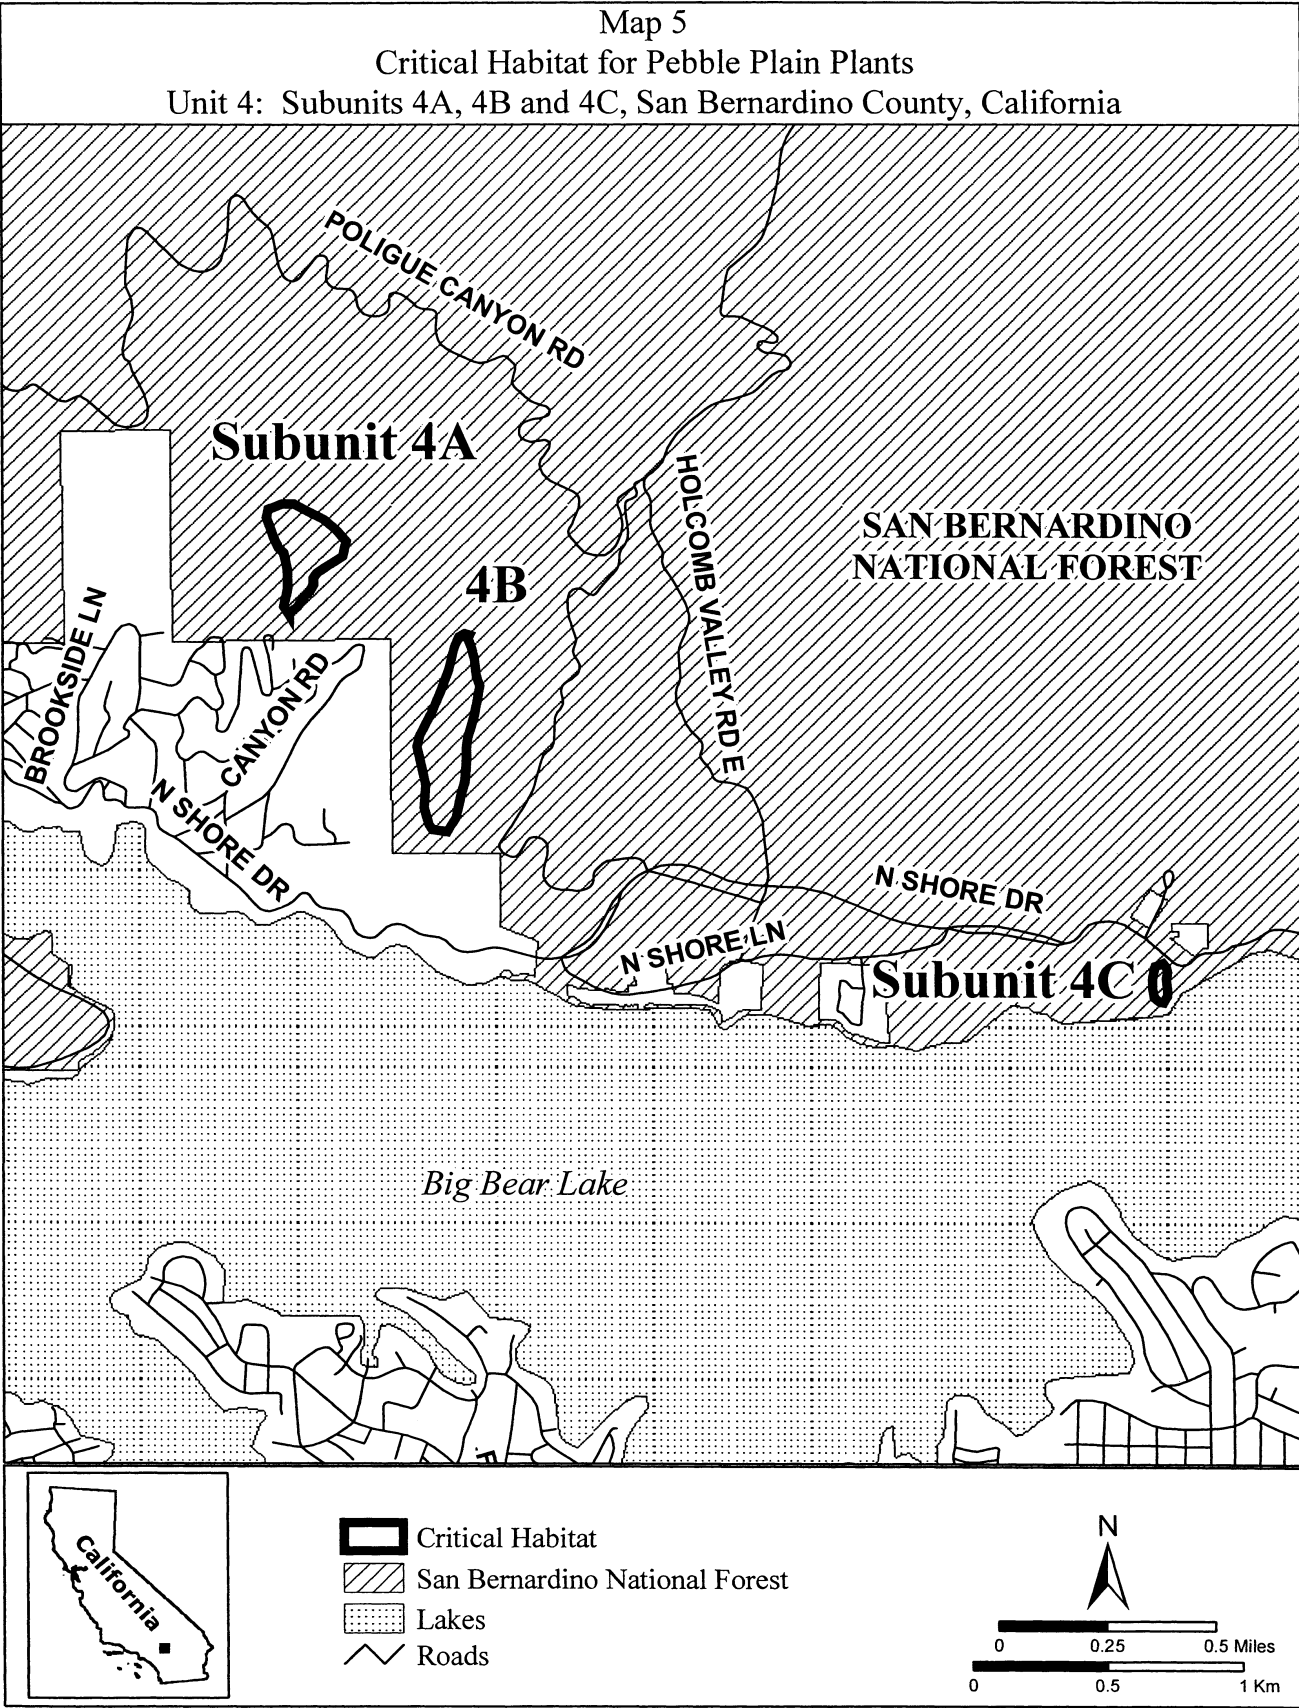 Map 5
Critical Habitat for Pebble Plain Plants
Unit 4: Subunits 4A, 4B and 4C, San Bernardino County, California
POLIGUE CANYON RD
Subunit 4A
HOLCOMB VALLEY RD E
SAN BERNARDINO
NATIONAL FOREST
4B
BROOKSIDE LN
CANYON RD
N SHORE DR
N SHORE DR
N SHORE LN
Subunit 4C
Big Bear Lake
California
Critical Habitat
San Bernardino National Forest
Lakes
Roads
N
0 0.25 0.5 Miles
0 0.5 1 Km